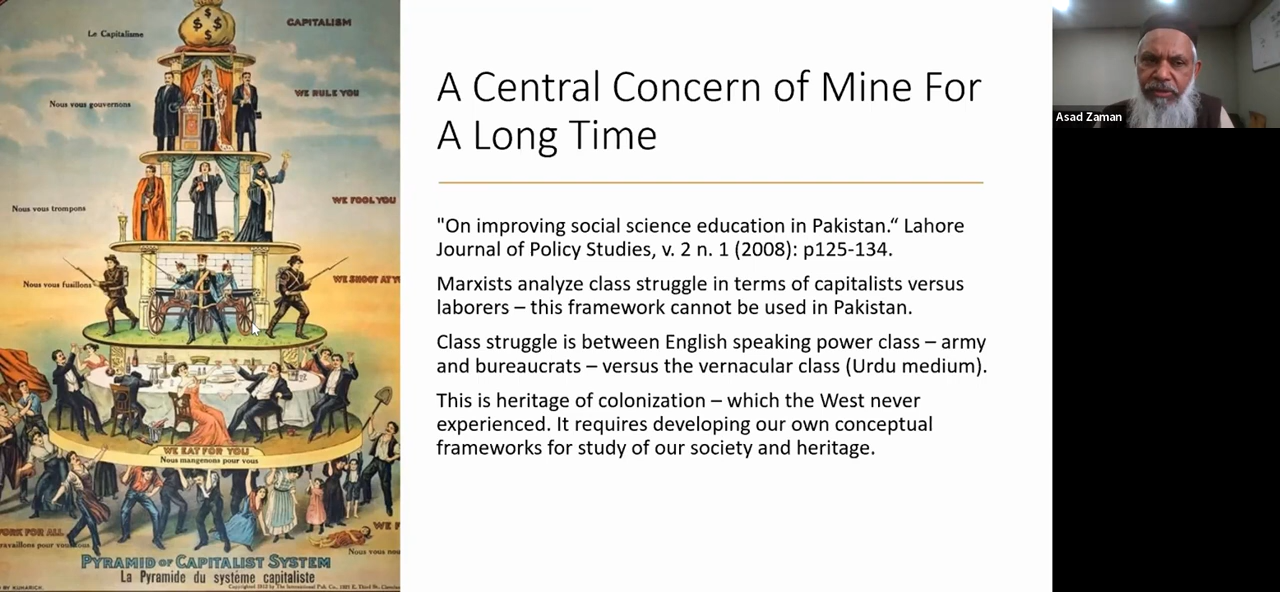 CAPITALISM
Le Capitalisme
WE RULE YOU
Nous vous gouvernons
WE FOOL YOU
Nous vous trompons
WE SHOOT AT
Nous vous fusillons
WE EAT FOR YOU
Nous mangenons pour vous
WORK FOR ALL
WE F
Nous vous
PYRAMID OF CAPITALIST SYSTEM
La Pyramide du système capitaliste
A Central Concern of Mine For
A Long Time
"On improving social science education in Pakistan.“ Lahore
Journal of Policy Studies, v. 2 n. 1 (2008): p125-134.
Marxists analyze class struggle in terms of capitalists versus
laborers – this framework cannot be used in Pakistan.
Class struggle is between English speaking power class – army
and bureaucrats – versus the vernacular class (Urdu medium).
This is heritage of colonization – which the West never
experienced. It requires developing our own conceptual
frameworks for study of our society and heritage.
Asad Zaman